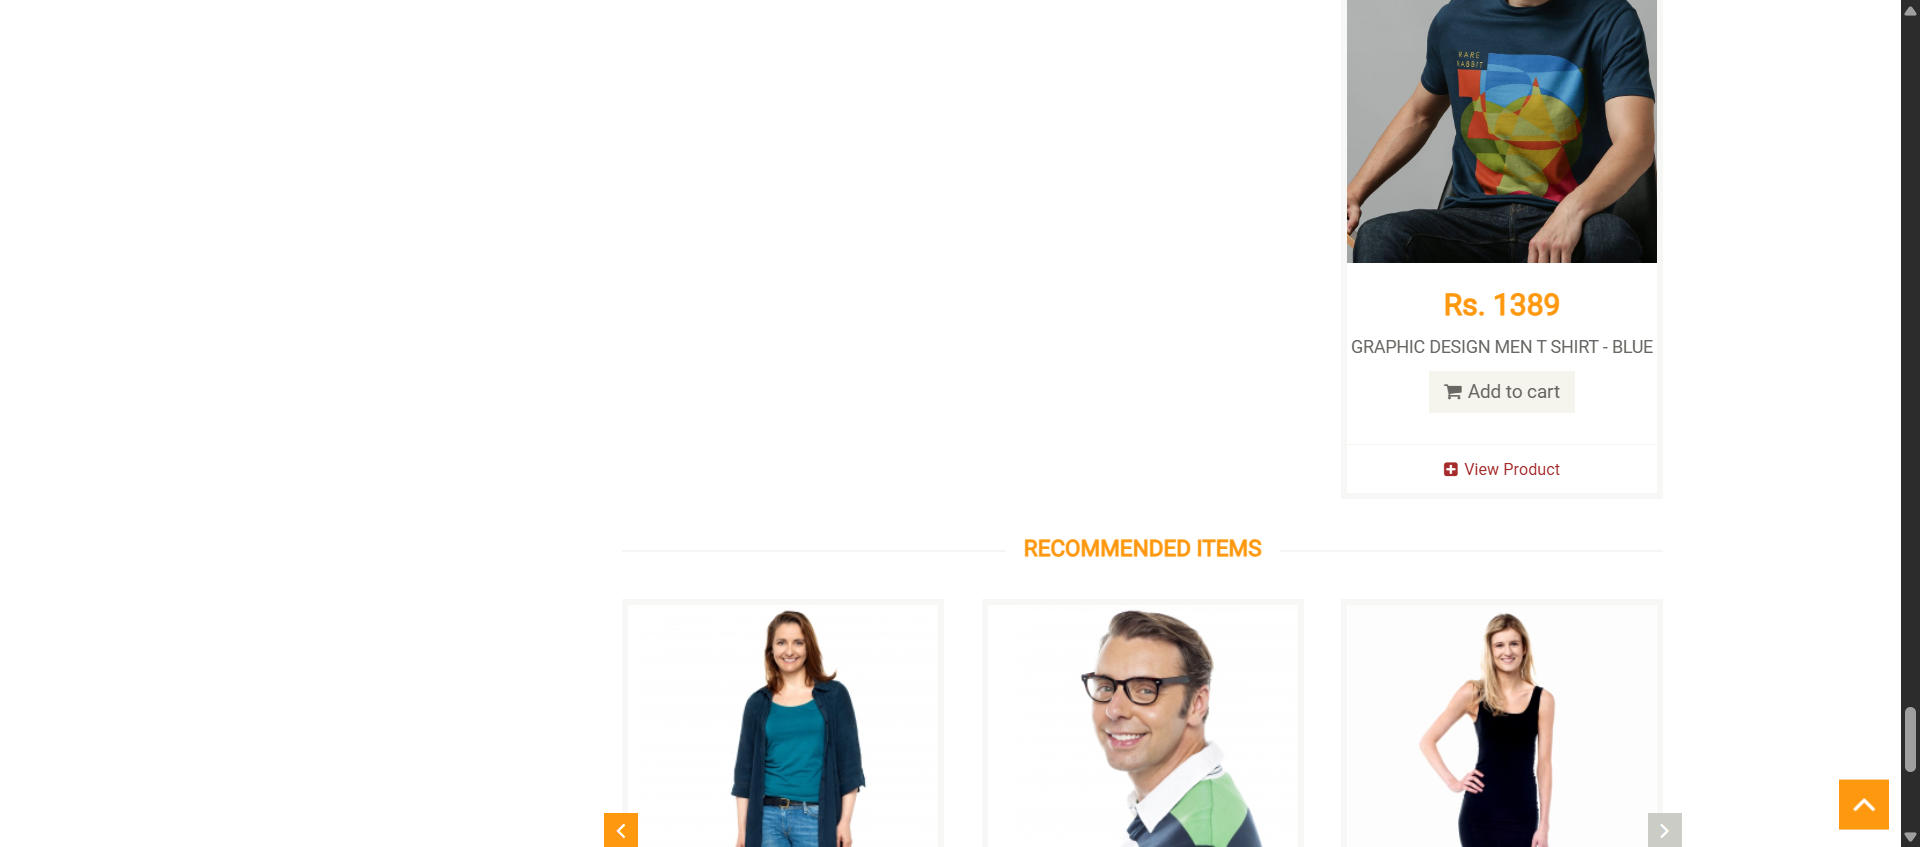 RARE
RABBIT
Rs. 1389
GRAPHIC DESIGN MEN T SHIRT - BLUE
Add to cart
View Product
RECOMMENDED ITEMS